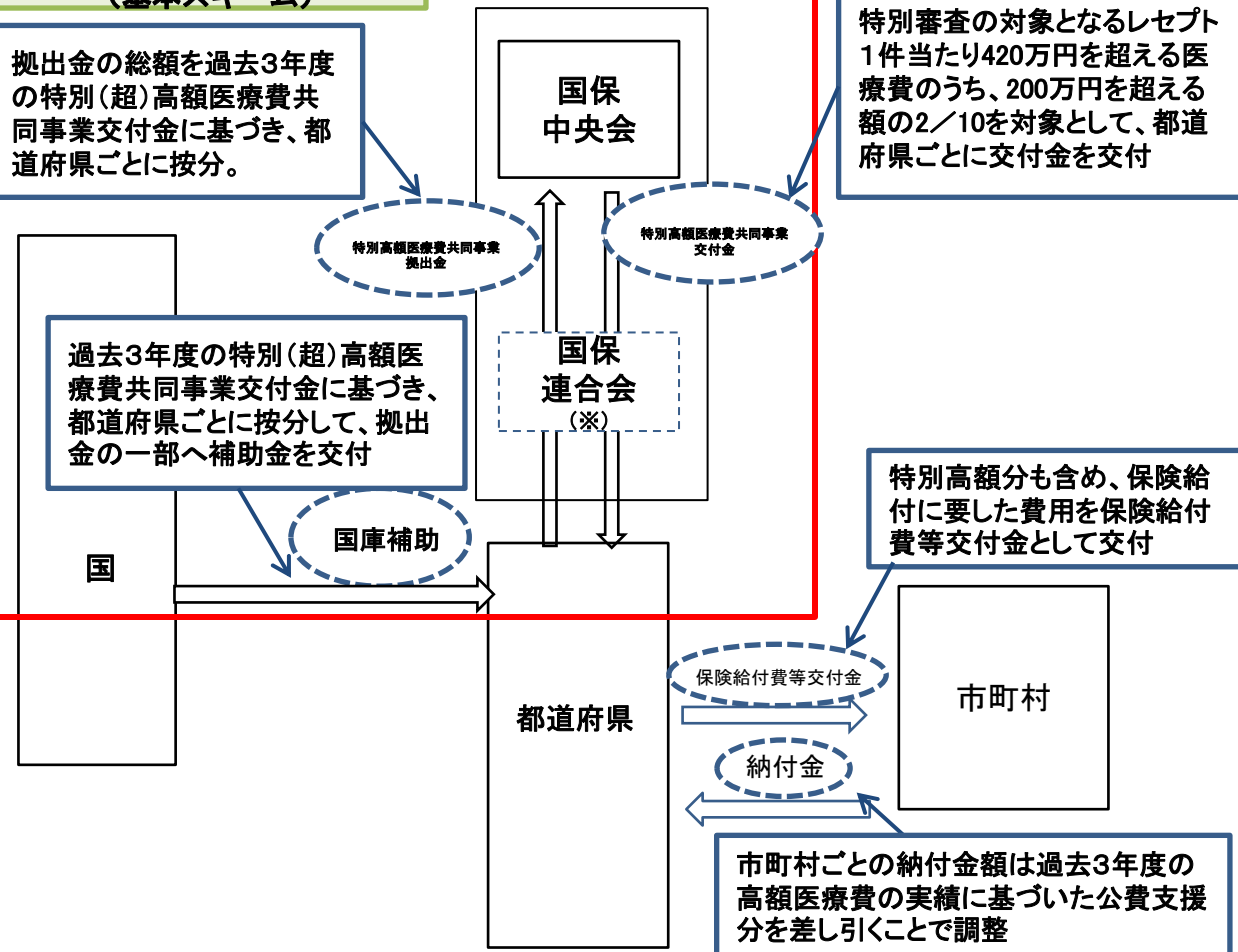 (基本スキーム)
拠出金の総額を過去3年度
の特別(超)高額医療費共
同事業交付金に基づき、都
道府県ごとに按分。
国保
中央会
特別審査の対象となるレセプト
1件当たり420万円を超える医
療費のうち、200万円を超える
額の2/10を対象として、都道
府県ごとに交付金を交付
特別高額医療費共同事業
拠出金
特別高額医療費共同事業
交付金
過去3年度の特別(超)高額医
療費共同事業交付金に基づき、
都道府県ごとに按分して、拠出
金の一部へ補助金を交付
国保
連合会
(※)
国庫補助
国
特別高額分も含め、保険給
付に要した費用を保険給付
費等交付金として交付
保険給付費等交付金
都道府県
市町村
納付金
市町村ごとの納付金額は過去3年度の
高額医療費の実績に基づいた公費支援
分を差し引くことで調整